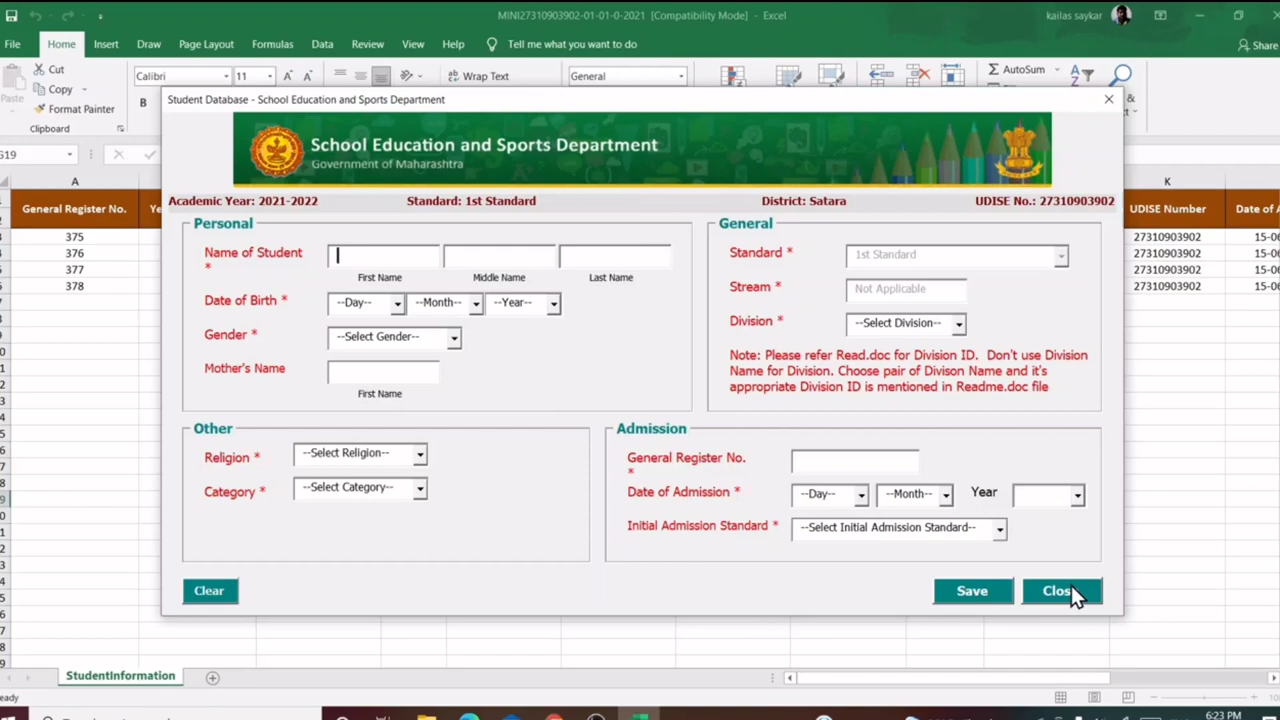 MINI27310903902-01-01-0-2021 [Compatibility Mode] - Excel
kailas saykar
File Home Insert Draw Page Layout Formulas Data Review View Help Tell me what you want to do Share
Cut
Copy
Format Painter
Paste
Clipboard
Calibri 11
B
Wrap Text
General
AutoSum
&
G19
Student Database - School Education and Sports Department
School Education and Sports Department
Government of Maharashtra
Academic Year: 2021-2022 Standard: 1st Standard District: Satara UDISE No.: 27310903902
Personal
Name of Student *
First Name Middle Name Last Name
Date of Birth * --Day-- --Month-- --Year--
Gender * --Select Gender--
Mother's Name
First Name
General
Standard * 1st Standard
Stream * Not Applicable
Division * --Select Division--
Note: Please refer Read.doc for Division ID. Don't use Division
Name for Division. Choose pair of Divison Name and it's
appropriate Division ID is mentioned in Readme.doc file
Other
Religion * --Select Religion--
Category * --Select Category--
Admission
General Register No. *
Date of Admission * --Day-- --Month-- Year
Initial Admission Standard * --Select Initial Admission Standard--
Clear Save Clos
A K
General Register No. UDISE Number
375 27310903902
376 27310903902
377 27310903902
378 27310903902
StudentInformation
6:23 PM